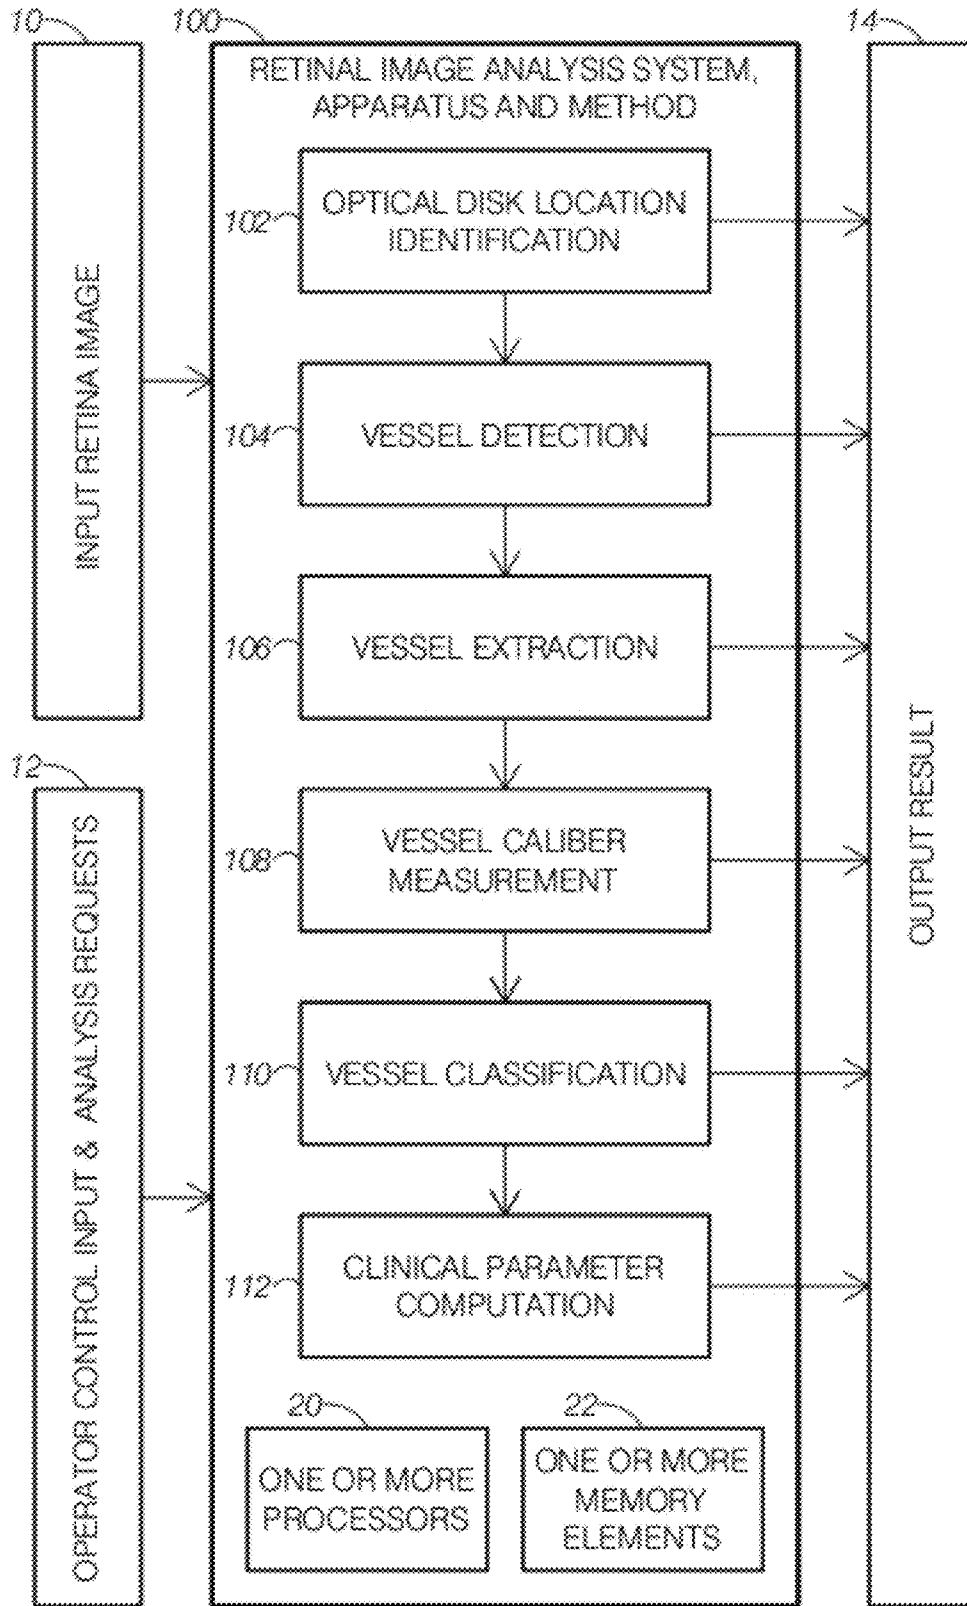 10
100
14
INPUT RETINA IMAGE
RETINAL IMAGE ANALYSIS SYSTEM,
APPARATUS AND METHOD
102
OPTICAL DISK LOCATION
IDENTIFICATION
104
VESSEL DETECTION
106
VESSEL EXTRACTION
12
OPERATOR CONTROL INPUT & ANALYSIS REQUESTS
108
VESSEL CALIBER
MEASUREMENT
OUTPUT RESULT
110
VESSEL CLASSIFICATION
112
CLINICAL PARAMETER
COMPUTATION
20
ONE OR MORE
PROCESSORS
22
ONE OR MORE
MEMORY
ELEMENTS